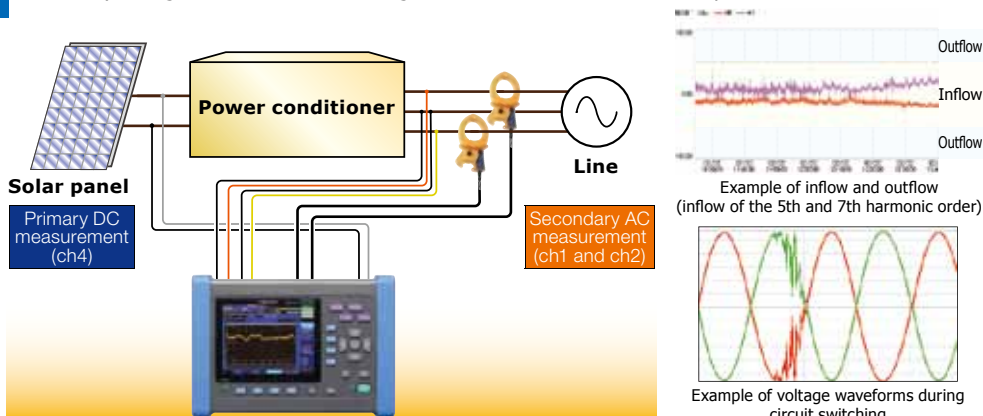 Power conditioner
Line
Solar panel
Primary DC
measurement
(ch4)
Secondary AC
measurement
(ch1 and ch2)
Outflow
Inflow
Outflow
Example of inflow and outflow
(inflow of the 5th and 7th harmonic order)
Example of voltage waveforms during
circuit switching